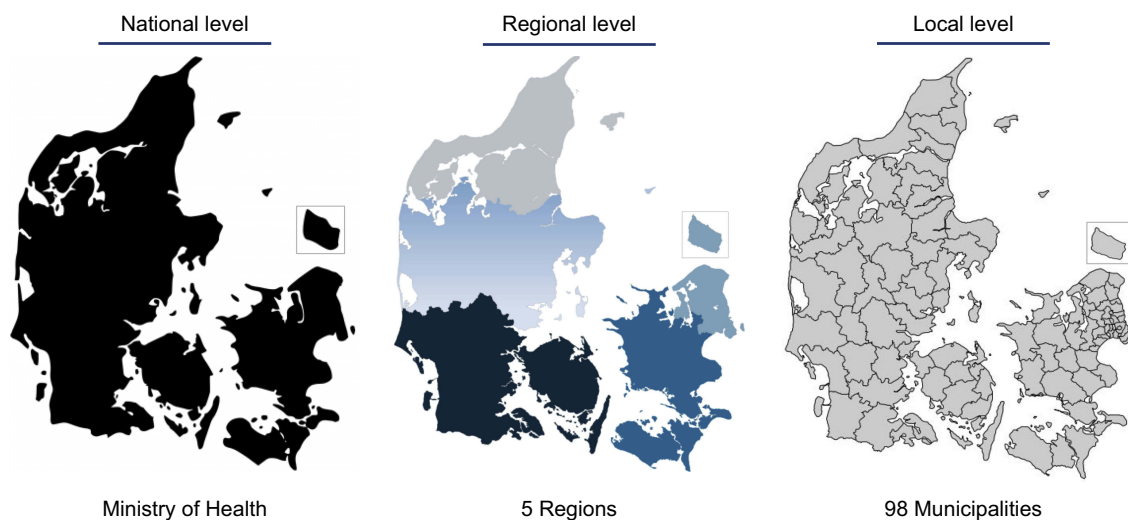 National level
Regional level
Local level
Ministry of Health
5 Regions
98 Municipalities